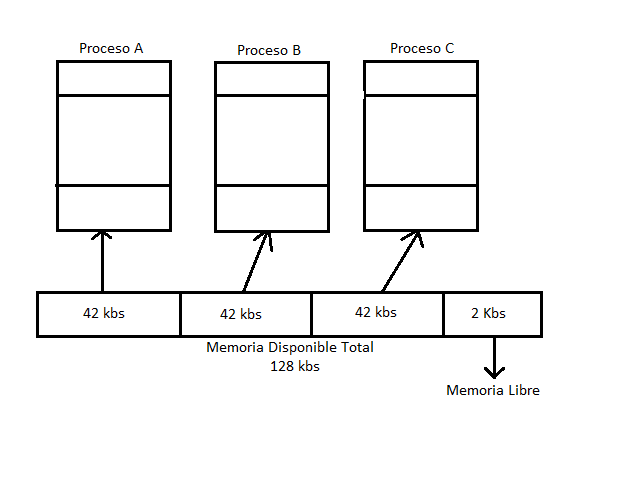 Proceso A
Proceso B
Proceso C
42 kbs
42 kbs
42 kbs
2 Kbs
Memoria Disponible Total
128 kbs
Memoria Libre